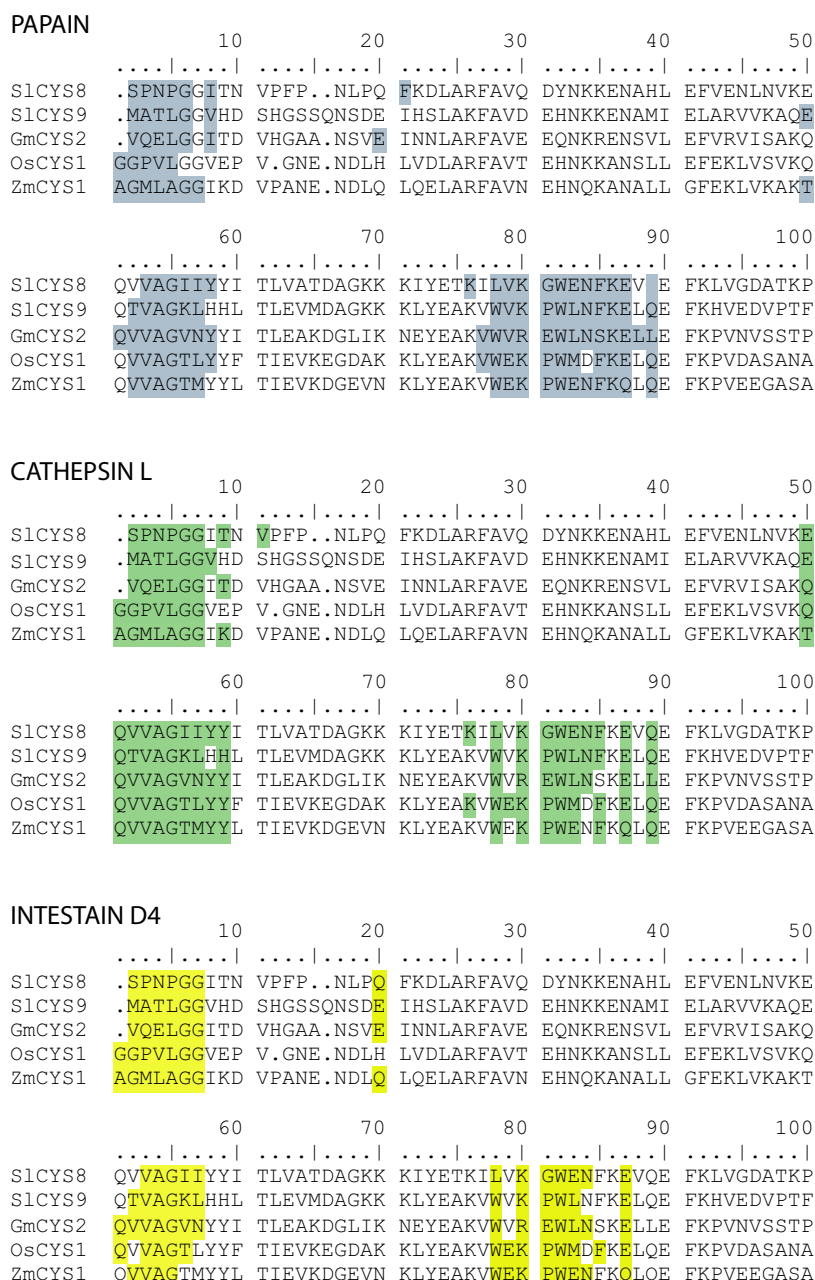 PAPAIN
10 20 30 40 50
....|....| ....|....| ....|....| ....|....| ....|....|
SlCYS8 .SPNPGGITN VPFP..NLPQ FKDLARFAVQ DYNKKENAHL EFVENLNVKE
SlCYS9 .MATLGGVHD SHGSSQNSDE IHSLAKFAVD EHNKKENAMI ELARVVKAQE
GmCYS2 .VQELGGITD VHGAA.NSVE INNLARFAVE EQNKRENSVL EFVRVISAKQ
OsCYS1 GGPVLGGVEP V.GNE.NDLH LVDLARFAVT EHNKKANSLL EFEKLVSVKQ
ZmCYS1 AGMLAGGIKD VPANE.NDLQ LQELARFAVN EHNQKANALL GFEKLVKAKT
60 70 80 90 100
....|....| ....|....| ....|....| ....|....| ....|....|
SlCYS8 QVVAGIIYYI TLVATDAGKK KIYETKILVK GWENFKEV E FKLVGDATKP
SlCYS9 QTVAGKLHHL TLEVMDAGKK KLYEAKVWVK PWLNFKELQE FKHVEDVPTF
GmCYS2 QVVAGVNYYI TLEAKDGLIK NEYEAKVWVR EWLNSKELLE FKPVNVSSTP
OsCYS1 QVVAGTLYYF TIEVKEGDAK KLYEAKVWEK PWMDFKELQE FKPVDASANA
ZmCYS1 QVVAGTMYYL TIEVKDGEVN KLYEAKVWEK PWENFKQLQE FKPVEEGASA
CATHEPSIN L
10 20 30 40 50
....|....| ....|....| ....|....| ....|....| ....|....|
SlCYS8 .SPNPGGITN VPFP..NLPQ FKDLARFAVQ DYNKKENAHL EFVENLNVKE
SlCYS9 .MATLGGVHD SHGSSQNSDE IHSLAKFAVD EHNKKENAMI ELARVVKAQE
GmCYS2 .VQELGGITD VHGAA.NSVE INNLARFAVE EQNKRENSVL EFVRVISAKQ
OsCYS1 GGPVLGGVEP V.GNE.NDLH LVDLARFAVT EHNKKANSLL EFEKLVSVKQ
ZmCYS1 AGMLAGGIKD VPANE.NDLQ LQELARFAVN EHNQKANALL GFEKLVKAKT
60 70 80 90 100
....|....| ....|....| ....|....| ....|....| ....|....|
SlCYS8 QVVAGIIYYI TLVATDAGKK KIYETKILVK GWENFKEVQE FKLVGDATKP
SlCYS9 QTVAGKLHHL TLEVMDAGKK KLYEAKVWVK PWLNFKELQE FKHVEDVPTF
GmCYS2 QVVAGVNYYI TLEAKDGLIK NEYEAKVWVR EWLNSKELLE FKPVNVSSTP
OsCYS1 QVVAGTLYYF TIEVKEGDAK KLYEAKVWEK PWMDFKELQE FKPVDASANA
ZmCYS1 QVVAGTMYYL TIEVKDGEVN KLYEAKVWEK PWENFKQLQE FKPVEEGASA
INTESTAIN D4
10 20 30 40 50
....|....| ....|....| ....|....| ....|....| ....|....|
SlCYS8 .SPNPGGITN VPFP..NLPQ FKDLARFAVQ DYNKKENAHL EFVENLNVKE
SlCYS9 .MATLGGVHD SHGSSQNSDE IHSLAKFAVD EHNKKENAMI ELARVVKAQE
GmCYS2 .VQELGGITD VHGAA.NSVE INNLARFAVE EQNKRENSVL EFVRVISAKQ
OsCYS1 GGPVLGGVEP V.GNE.NDLH LVDLARFAVT EHNKKANSLL EFEKLVSVKQ
ZmCYS1 AGMLAGGIKD VPANE.NDLQ LQELARFAVN EHNQKANALL GFEKLVKAKT
60 70 80 90 100
....|....| ....|....| ....|....| ....|....| ....|....|
SlCYS8 QVVAGIIYYI TLVATDAGKK KIYETKILVK GWENFKEVQE FKLVGDATKP
SlCYS9 QTVAGKLHHL TLEVMDAGKK KLYEAKVWVK PWLNFKELQE FKHVEDVPTF
GmCYS2 QVVAGVNYYI TLEAKDGLIK NEYEAKVWVR EWLNSKELLE FKPVNVSSTP
OsCYS1 QVVAGTLYYF TIEVKEGDAK KLYEAKVWEK PWMDFKELQE FKPVDASANA
ZmCYS1 QVVAGTMYYL TIEVKDGEVN KLYEAKVWEK PWENFKQLQE FKPVEEGASA